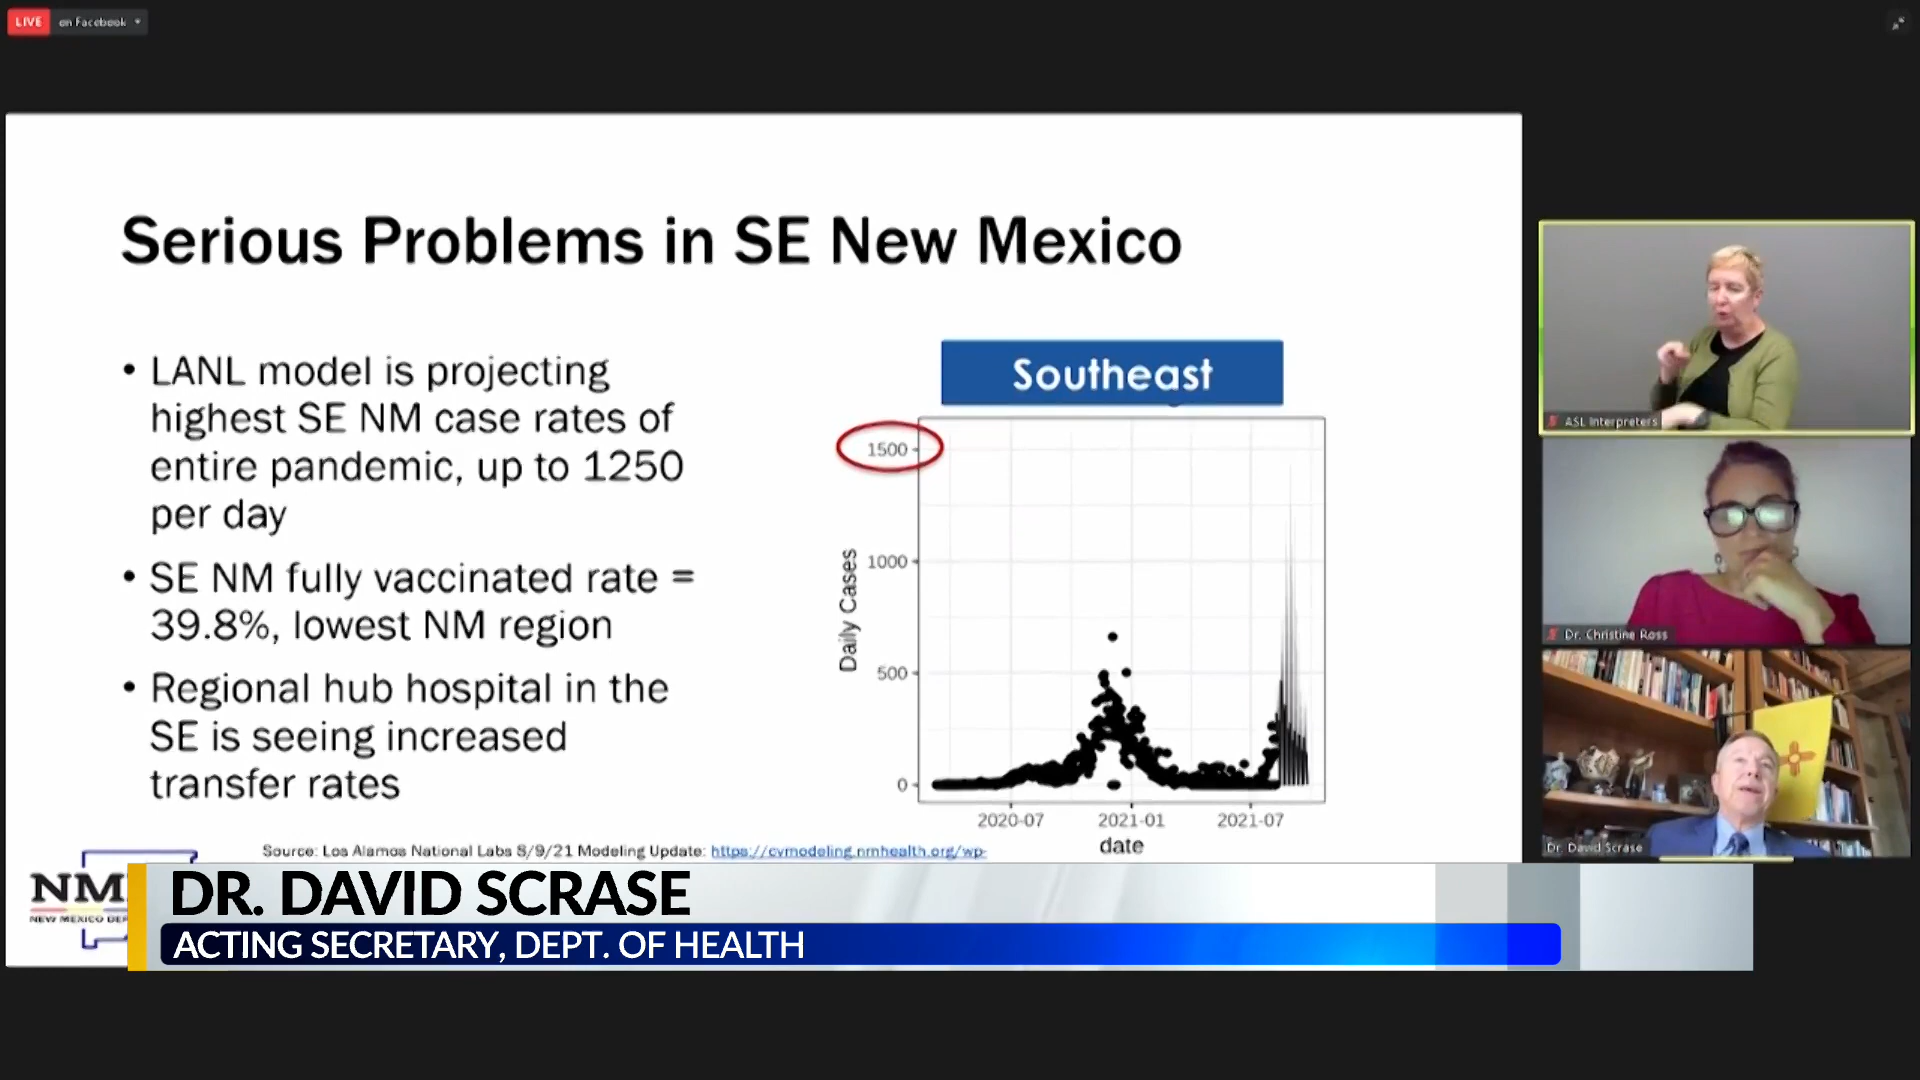 LIVE on Facebook
Serious Problems in SE New Mexico
• LANL model is projecting
highest SE NM case rates of
entire pandemic, up to 1250
per day
• SE NM fully vaccinated rate =
39.8%, lowest NM region
• Regional hub hospital in the
SE is seeing increased
transfer rates
Southeast
1500
1000
500
0
Daily Cases
2020-07 2021-01 2021-07
date
Source: Los Alamos National Labs 8/9/21 Modeling Update: https://cvmodeling.nmhealth.org/wp-
NM
NEW MEXICO
DR. DAVID SCRASE
ACTING SECRETARY, DEPT. OF HEALTH
ASL Interpreters
Dr. Christine Ross
Dr. David Scrase